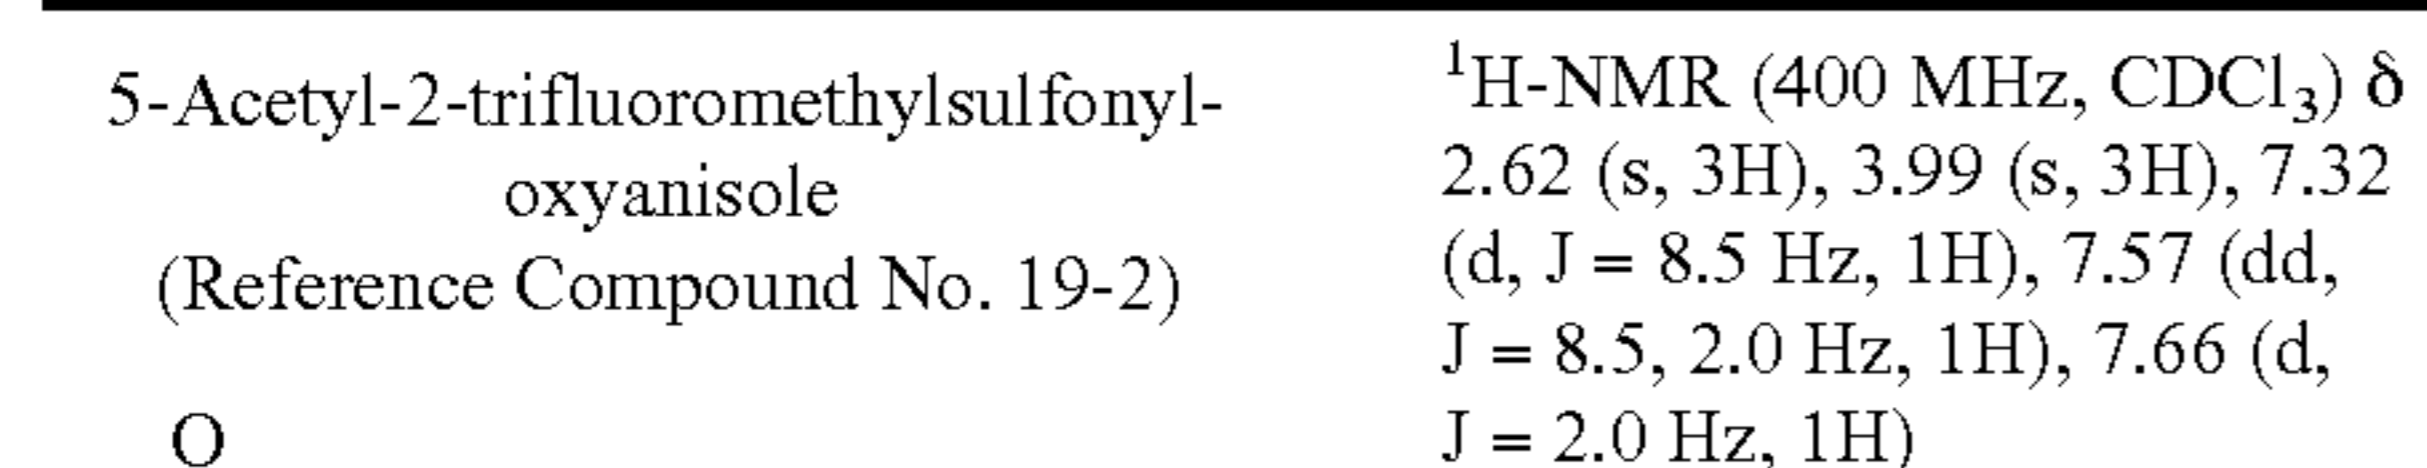 5-Acetyl-2-trifluoromethylsulfonyl-
oxyanisole
(Reference Compound No. 19-2)
O
¹H-NMR (400 MHz, CDCl₃) δ
2.62 (s, 3H), 3.99 (s, 3H), 7.32
(d, J = 8.5 Hz, 1H), 7.57 (dd,
J = 8.5, 2.0 Hz, 1H), 7.66 (d,
J = 2.0 Hz, 1H)